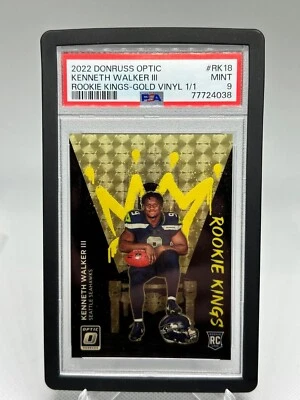 2022 DONRUSS OPTIC #RK18
KENNETH WALKER III MINT
ROOKIE KINGS-GOLD VINYL 1/1 9
PSA 77724038
ROOKIE KINGS
KENNETH WALKER III
SEATTLE SEAHAWKS
OPTIC
RC
9